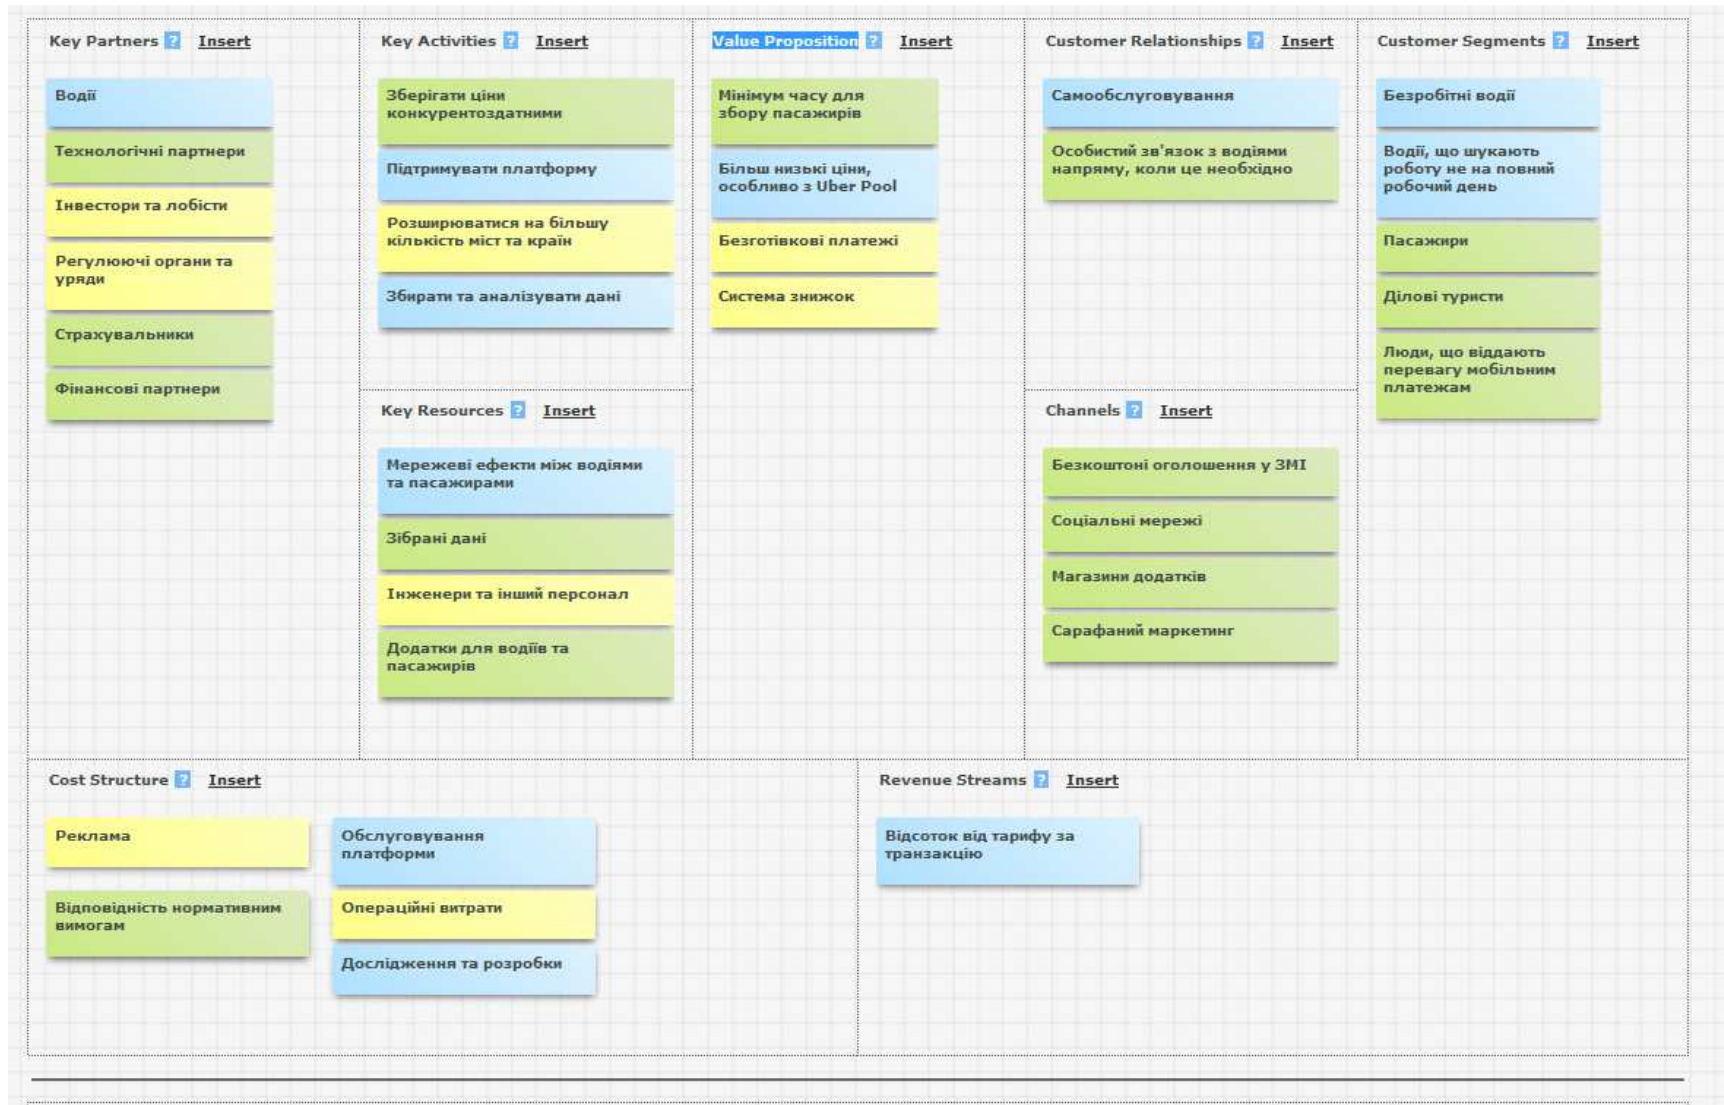 Key Partners ? Insert
Водії
Технологічні партнери
Інвестори та лобісти
Регулюючі органи та
уряди
Страхувальники
Фінансові партнери
Key Activities ? Insert
Зберігати ціни
конкурентоздатними
Підтримувати платформу
Розширюватися на більшу
кількість міст та країн
Збирати та аналізувати дані
Key Resources ? Insert
Мережеві ефекти між водіями
та пасажирами
Зібрані дані
Інженери та інший персонал
Додатки для водіїв та
пасажирів
Value Proposition ? Insert
Мінімум часу для
збору пасажирів
Більш низькі ціни,
особливо з Uber Pool
Безготівкові платежі
Система знижок
Customer Relationships ? Insert
Самообслуговування
Особистий зв'язок з водіями
напряму, коли це необхідно
Channels ? Insert
Безкоштоні оголошення у ЗМІ
Соціальні мережі
Магазини додатків
Сарафаний маркетинг
Customer Segments ? Insert
Безробітні водії
Водії, що шукають
роботу не на повний
робочий день
Пасажири
Ділові туристи
Люди, що віддають
перевагу мобільним
платежам
Cost Structure ? Insert
Реклама
Відповідність нормативним
вимогам
Обслуговування
платформи
Операційні витрати
Дослідження та розробки
Revenue Streams ? Insert
Відсоток від тарифу за
транзакцію